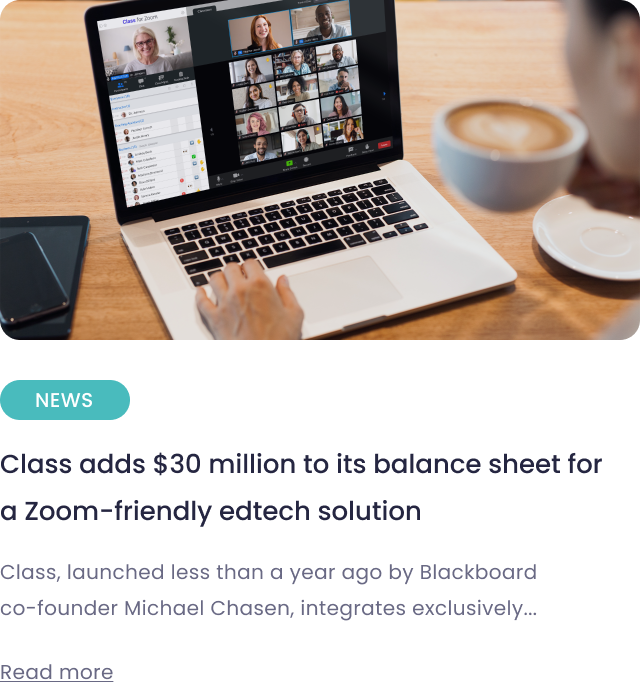 Class for Zoom
NEWS
Class adds $30 million to its balance sheet for
a Zoom-friendly edtech solution
Class, launched less than a year ago by Blackboard
co-founder Michael Chasen, integrates exclusively...
Read more